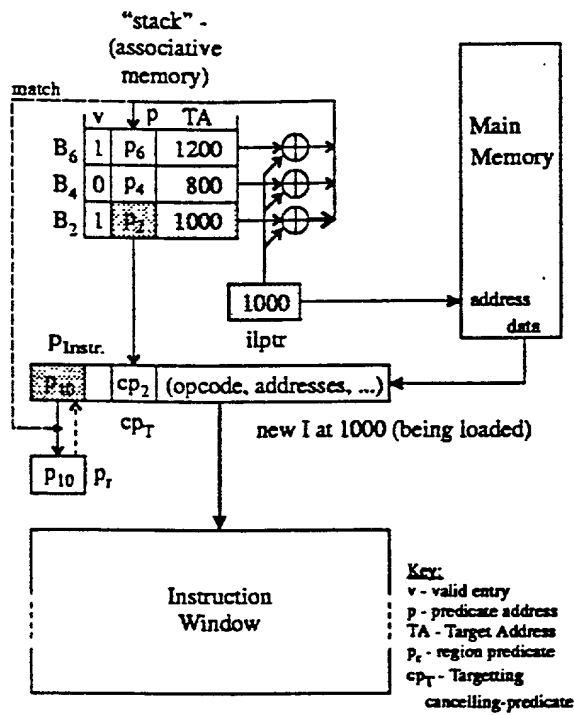 “stack” -
(associative
memory)
match
v p TA
B6 1 p6 1200
B4 0 p4 800
B2 1 p2 1000
Main
Memory
1000
ilptr
address
data
PInstr.
p10 cp2 (opcode, addresses, ...)
cpT
new I at 1000 (being loaded)
p10 pr
Instruction
Window
Key:
v - valid entry
p - predicate address
TA - Target Address
pr - region predicate
cpT - Targetting
cancelling-predicate